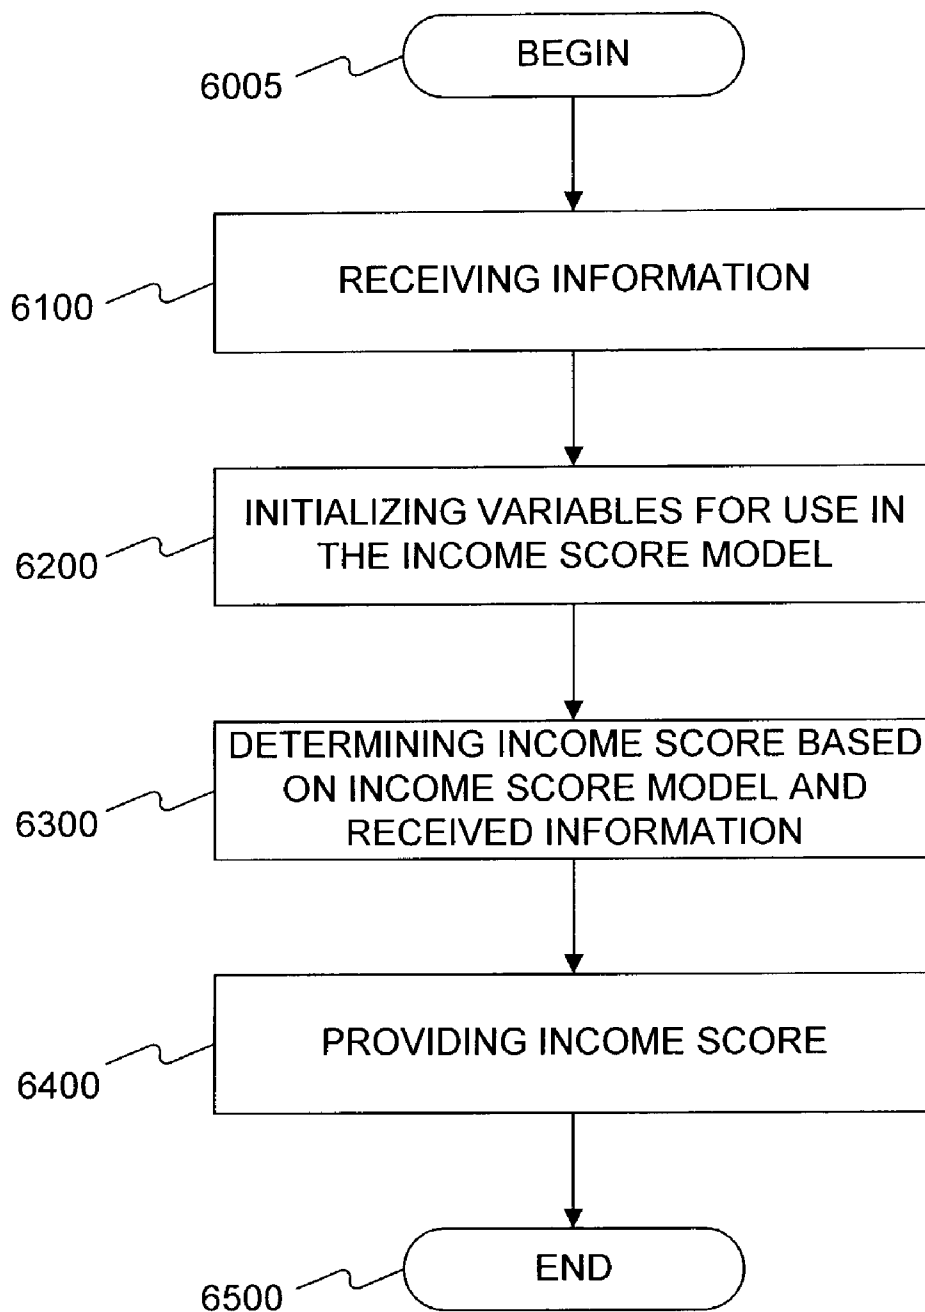 BEGIN
6005
RECEIVING INFORMATION
6100
INITIALIZING VARIABLES FOR USE IN
THE INCOME SCORE MODEL
6200
DETERMINING INCOME SCORE BASED
ON INCOME SCORE MODEL AND
RECEIVED INFORMATION
6300
PROVIDING INCOME SCORE
6400
END
6500